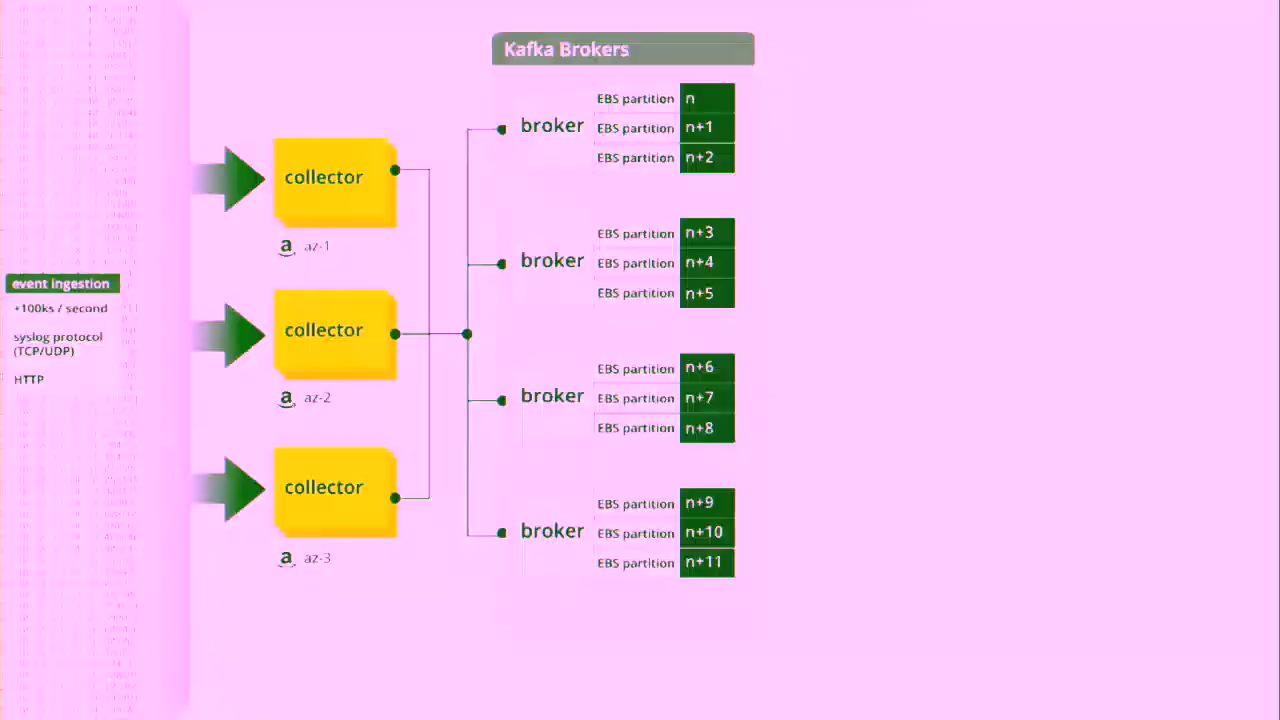 event ingestion
+100ks / second
syslog protocol
(TCP/UDP)
HTTP
collector
a az-1
collector
a az-2
collector
a az-3
Kafka Brokers
broker
EBS partition n
EBS partition n+1
EBS partition n+2
broker
EBS partition n+3
EBS partition n+4
EBS partition n+5
broker
EBS partition n+6
EBS partition n+7
EBS partition n+8
broker
EBS partition n+9
EBS partition n+10
EBS partition n+11